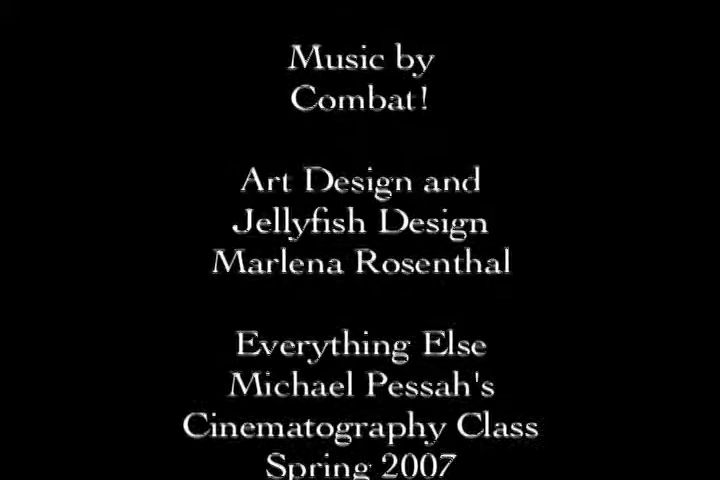 Music by
Combat!
Art Design and
Jellyfish Design
Marlena Rosenthal
Everything Else
Michael Pessah's
Cinematography Class
Spring 2007